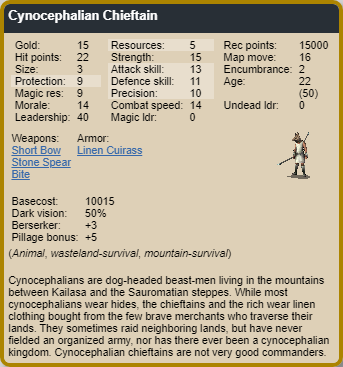 Cynocephalian Chieftain
Gold: 15 Resources: 5 Rec points: 15000
Hit points: 22 Strength: 15 Map move: 16
Size: 3 Attack skill: 13 Encumbrance: 2
Protection: 9 Defence skill: 11 Age: 22
Magic res: 9 Precision: 10 (50)
Morale: 14 Combat speed: 14 Undead ldr: 0
Leadership: 40 Magic ldr: 0
Weapons: Armor:
Short Bow Linen Cuirass
Stone Spear
Bite
Basecost: 10015
Dark vision: 50%
Berserker: +3
Pillage bonus: +5
(Animal, wasteland-survival, mountain-survival)
Cynocephalians are dog-headed beast-men living in the mountains
between Kailasa and the Sauromatian steppes. While most
cynocephalians wear hides, the chieftains and the rich wear linen
clothing bought from the few brave merchants who traverse their
lands. They sometimes raid neighboring lands, but have never
fielded an organized army, nor has there ever been a cynocephalian
kingdom. Cynocephalian chieftains are not very good commanders.